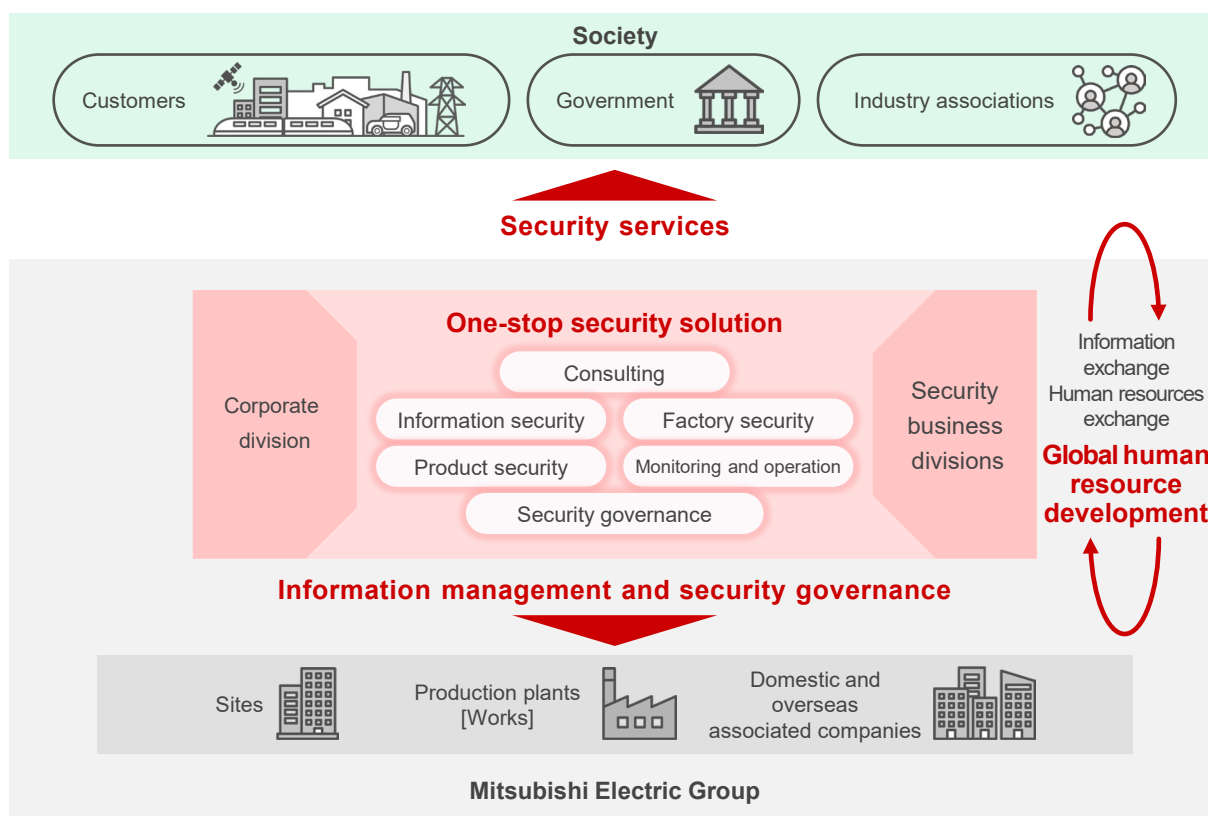 Society
Customers
Government
Industry associations
Security services
One-stop security solution
Corporate
division
Consulting
Information security
Factory security
Product security
Monitoring and operation
Security governance
Security
business
divisions
Information
exchange
Human resources
exchange
Global human
resource
development
Information management and security governance
Sites
Production plants
[Works]
Domestic and
overseas
associated companies
Mitsubishi Electric Group